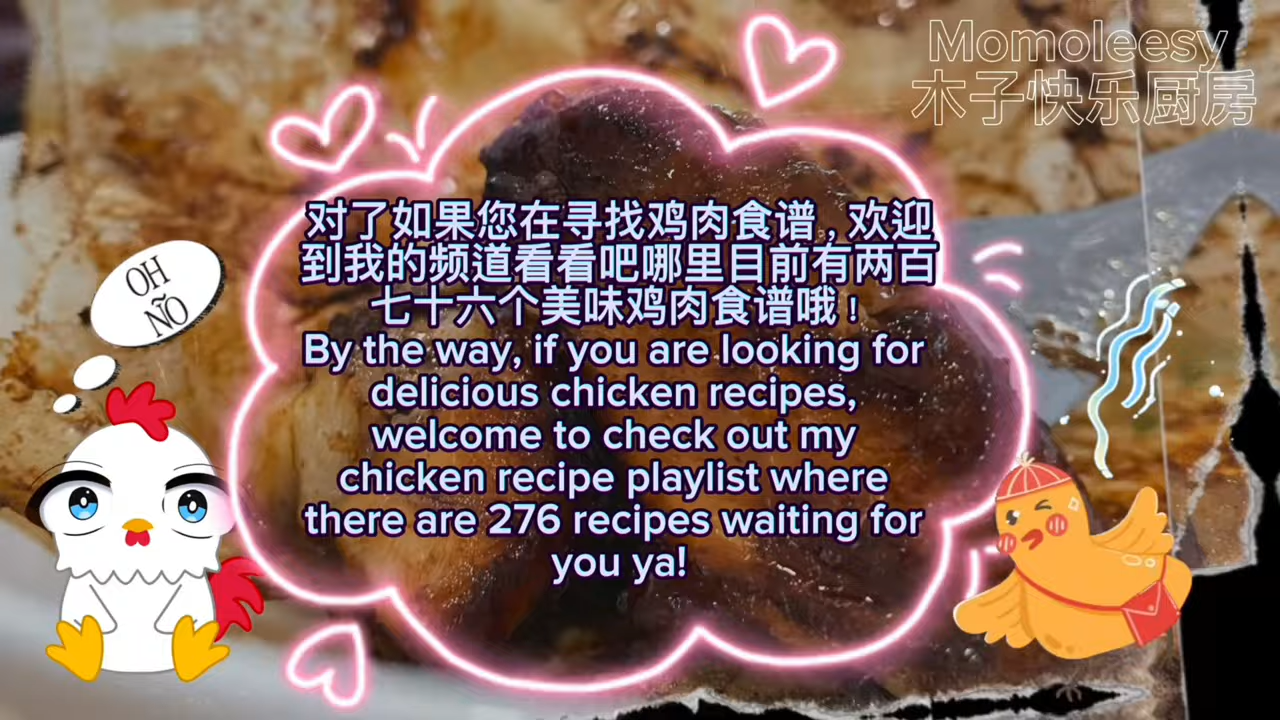 Momoleesy
木子快乐厨房
对了如果您在寻找鸡肉食谱，欢迎
到我的频道看看吧哪里目前有两百
七十六个美味鸡肉食谱哦！
By the way, if you are looking for
delicious chicken recipes,
welcome to check out my
chicken recipe playlist where
there are 276 recipes waiting for
you ya!
OH
NÕ